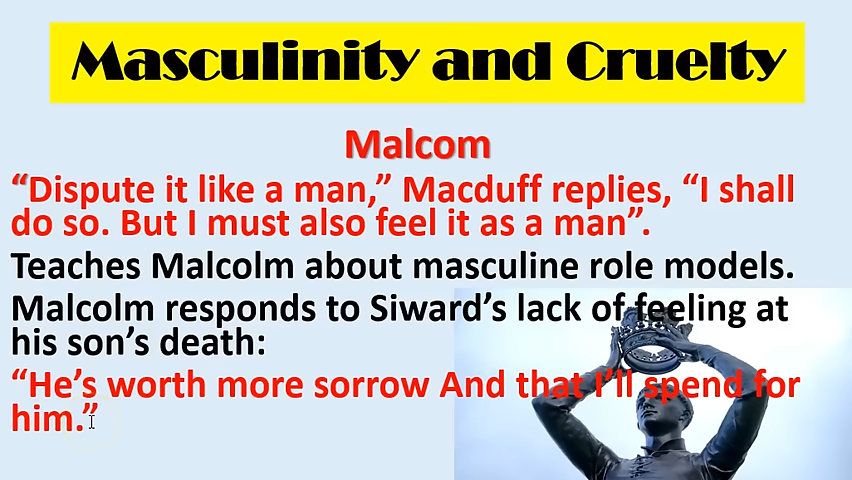 Masculinity and Cruelty
Malcom
“Dispute it like a man,” Macduff replies, “I shall
do so. But I must also feel it as a man”.
Teaches Malcolm about masculine role models.
Malcolm responds to Siward’s lack of feeling at
his son’s death:
“He’s worth more sorrow And that I’ll spend for
him.”